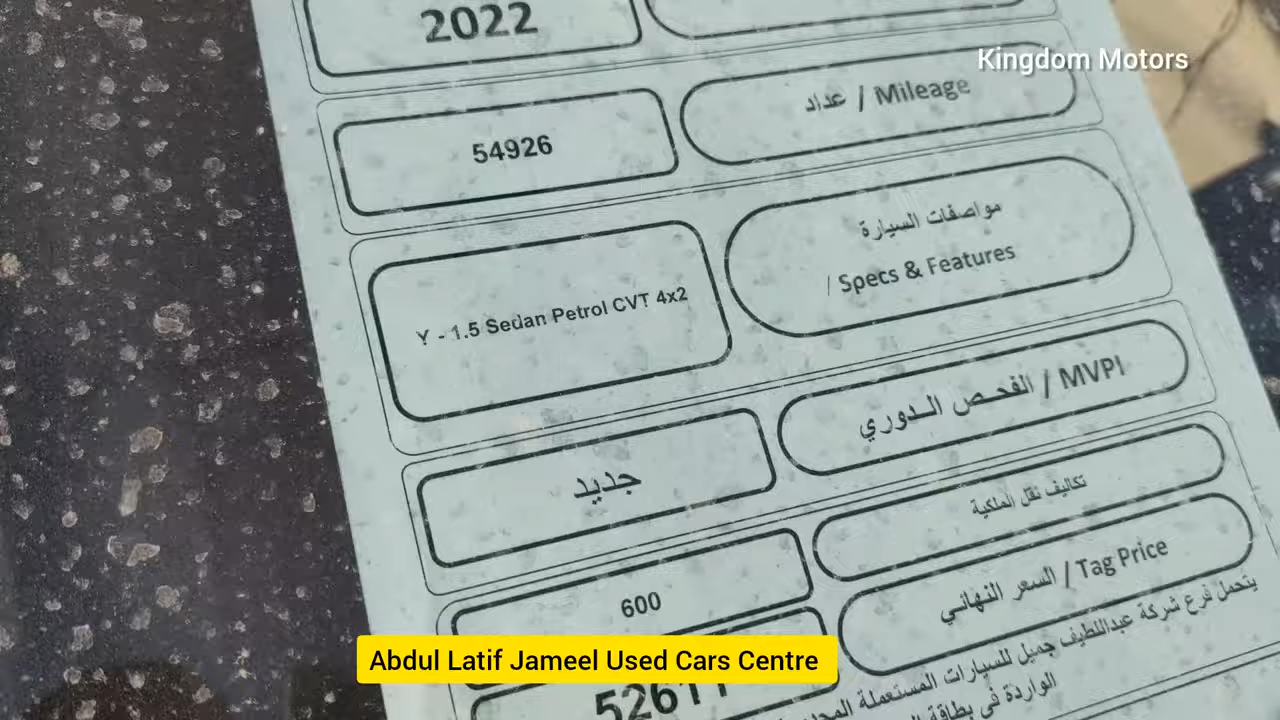 2022
Kingdom Motors
54926
عداد / Mileage
Y - 1.5 Sedan Petrol CVT 4x2
مواصفات السيارة
/ Specs & Features
جديد
الفحص الدوري / MVPI
600
تكاليف نقل الملكية
السعر النهائي / Tag Price
يتحمل فرع شركة عبداللطيف جميل للسيارات المستعملة
الواردة في بطاقة
Abdul Latif Jameel Used Cars Centre